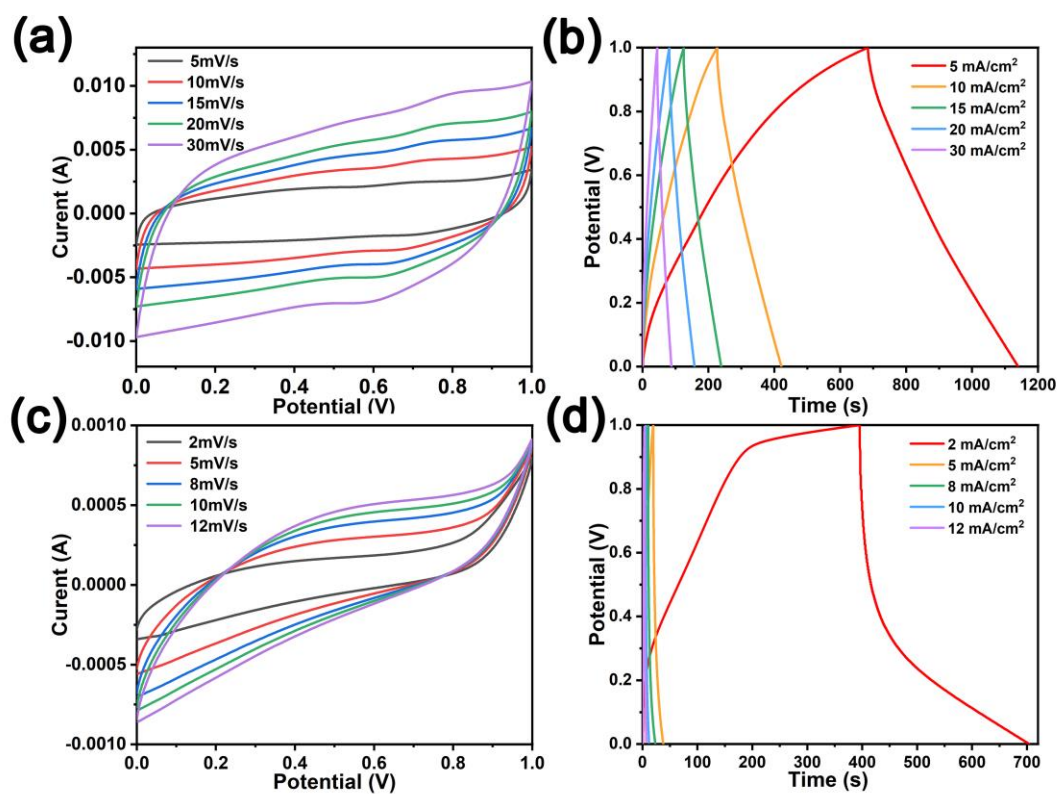 (a)
5mV/s
10mV/s
15mV/s
20mV/s
30mV/s
0.010
0.005
0.000
-0.005
-0.010
Curent (A)
0.0 0.2 0.4 0.6 0.8 1.0
Potential (V)
(b)
5 mA/cm²
10 mA/cm²
15 mA/cm²
20 mA/cm²
30 mA/cm²
1.0
0.8
0.6
0.4
0.2
0.0
Potential (V)
0 200 400 600 800 1000 1200
Time (s)
(c)
2mV/s
5mV/s
8mV/s
10mV/s
12mV/s
0.0010
0.0005
0.0000
-0.0005
-0.0010
Curent (A)
0.0 0.2 0.4 0.6 0.8 1.0
Potential (V)
(d)
2 mA/cm²
5 mA/cm²
8 mA/cm²
10 mA/cm²
12 mA/cm²
1.0
0.8
0.6
0.4
0.2
0.0
Potential (V)
0 100 200 300 400 500 600 700
Time (s)